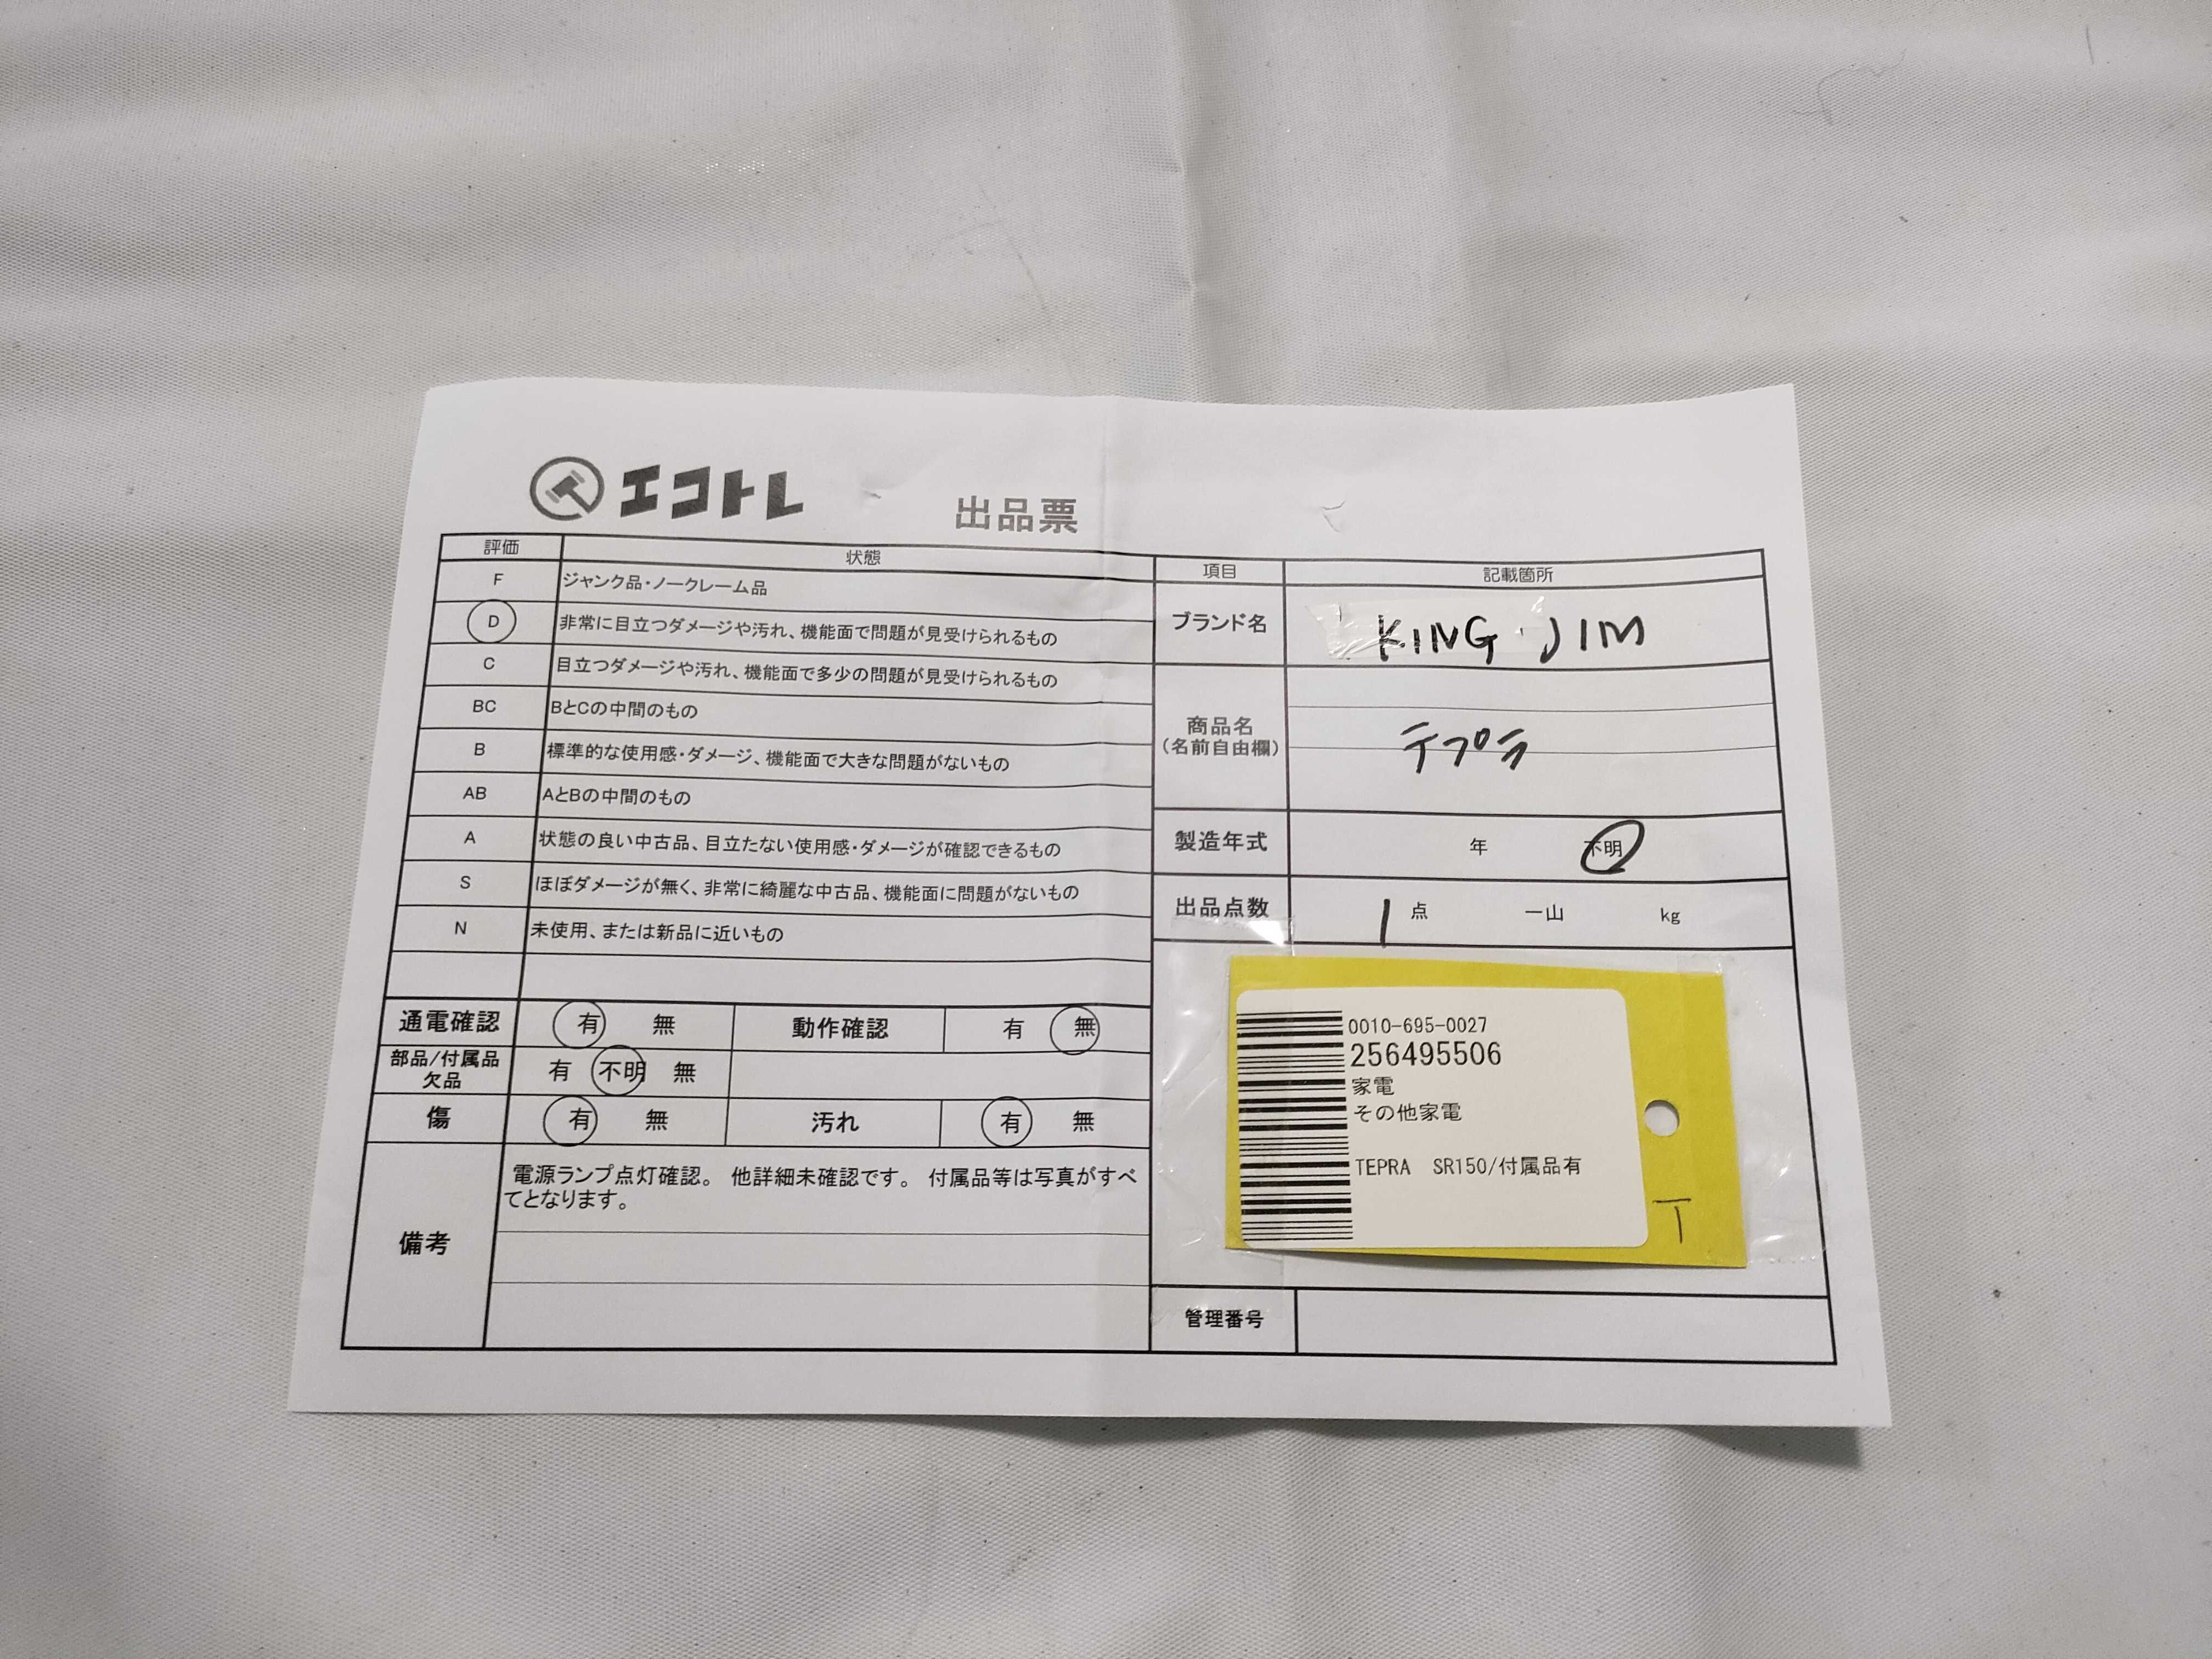 エコトレ
出品票
評価 状態
F ジャンク品・ノークレーム品
D 非常に目立つダメージや汚れ、機能面で問題が見受けられるもの
C 目立つダメージや汚れ、機能面で多少の問題が見受けられるもの
BC BとCの中間のもの
B 標準的な使用感・ダメージ、機能面で大きな問題がないもの
AB AとBの中間のもの
A 状態の良い中古品、目立たない使用感・ダメージが確認できるもの
S ほぼダメージが無く、非常に綺麗な中古品、機能面に問題がないもの
N 未使用、または新品に近いもの
通電確認 有 無 動作確認 有 無
部品/付属品
欠品
有 不明 無
傷 有 無 汚れ 有 無
備考
電源ランプ点灯確認。 他詳細未確認です。 付属品等は写真がすべ
てとなります。
項目 記載箇所
ブランド名 KING JIM
商品名
(名前自由欄)
テプラ
製造年式 年 不明
出品点数 1 点 一山 kg
0010-695-0027
256495506
家電
その他家電
TEPRA SR150/付属品有
T
管理番号